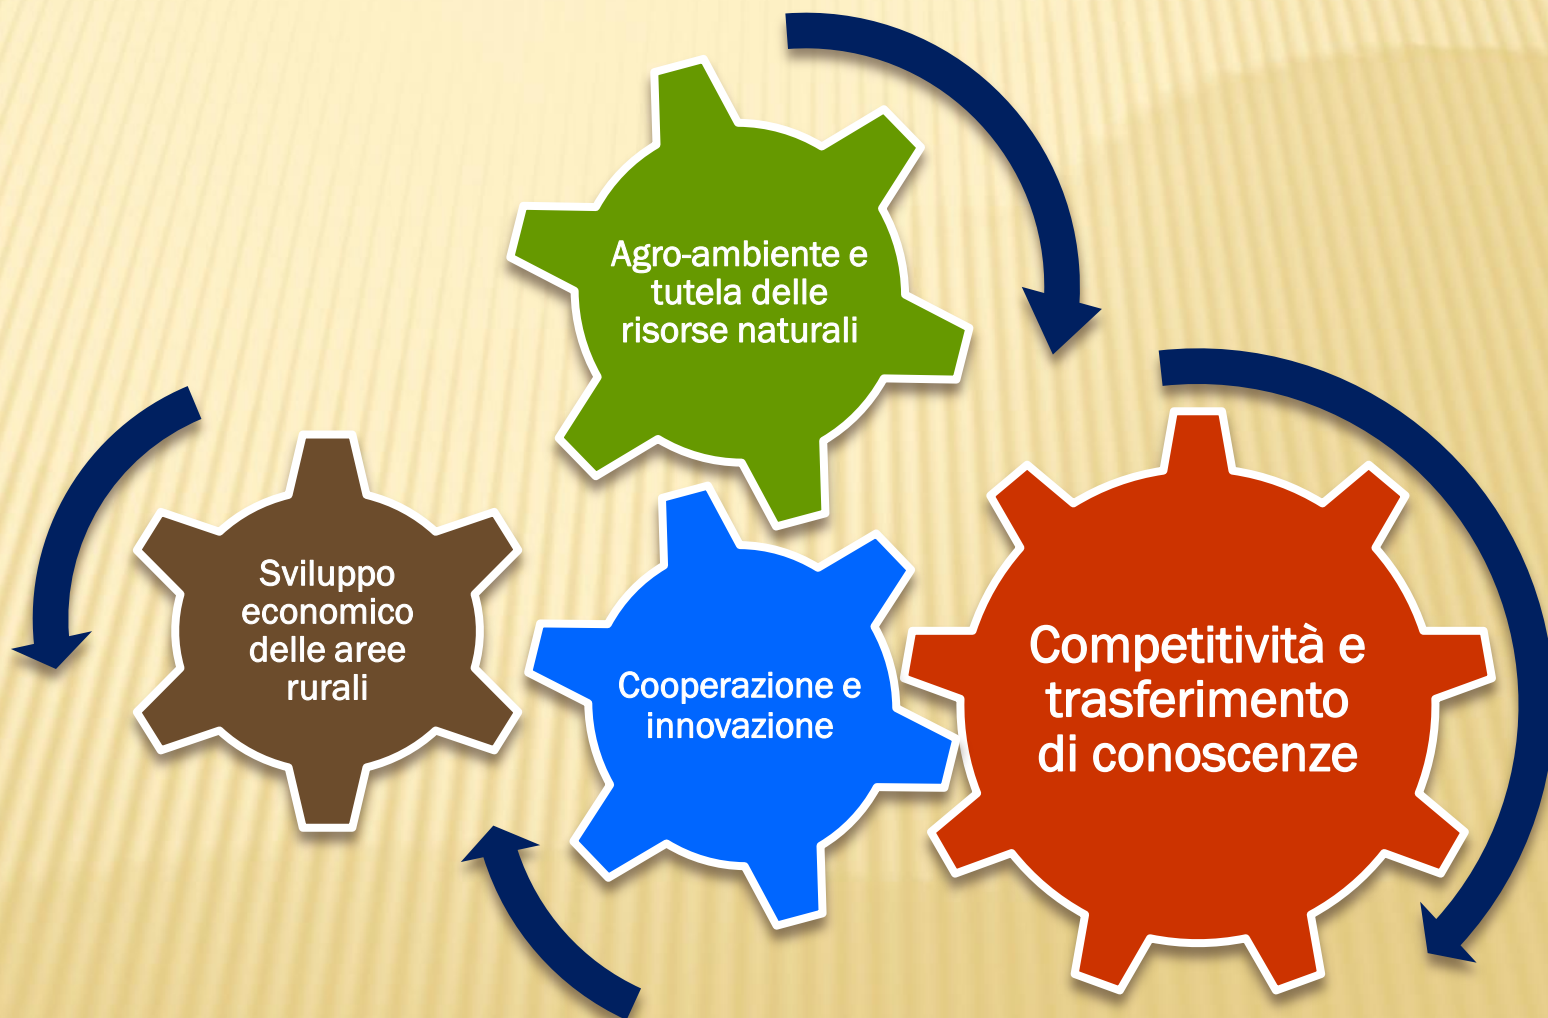 Agro-ambiente e
tutela delle
risorse naturali
Sviluppo
economico
delle aree
rurali
Cooperazione e
innovazione
Competitività e
trasferimento
di conoscenze